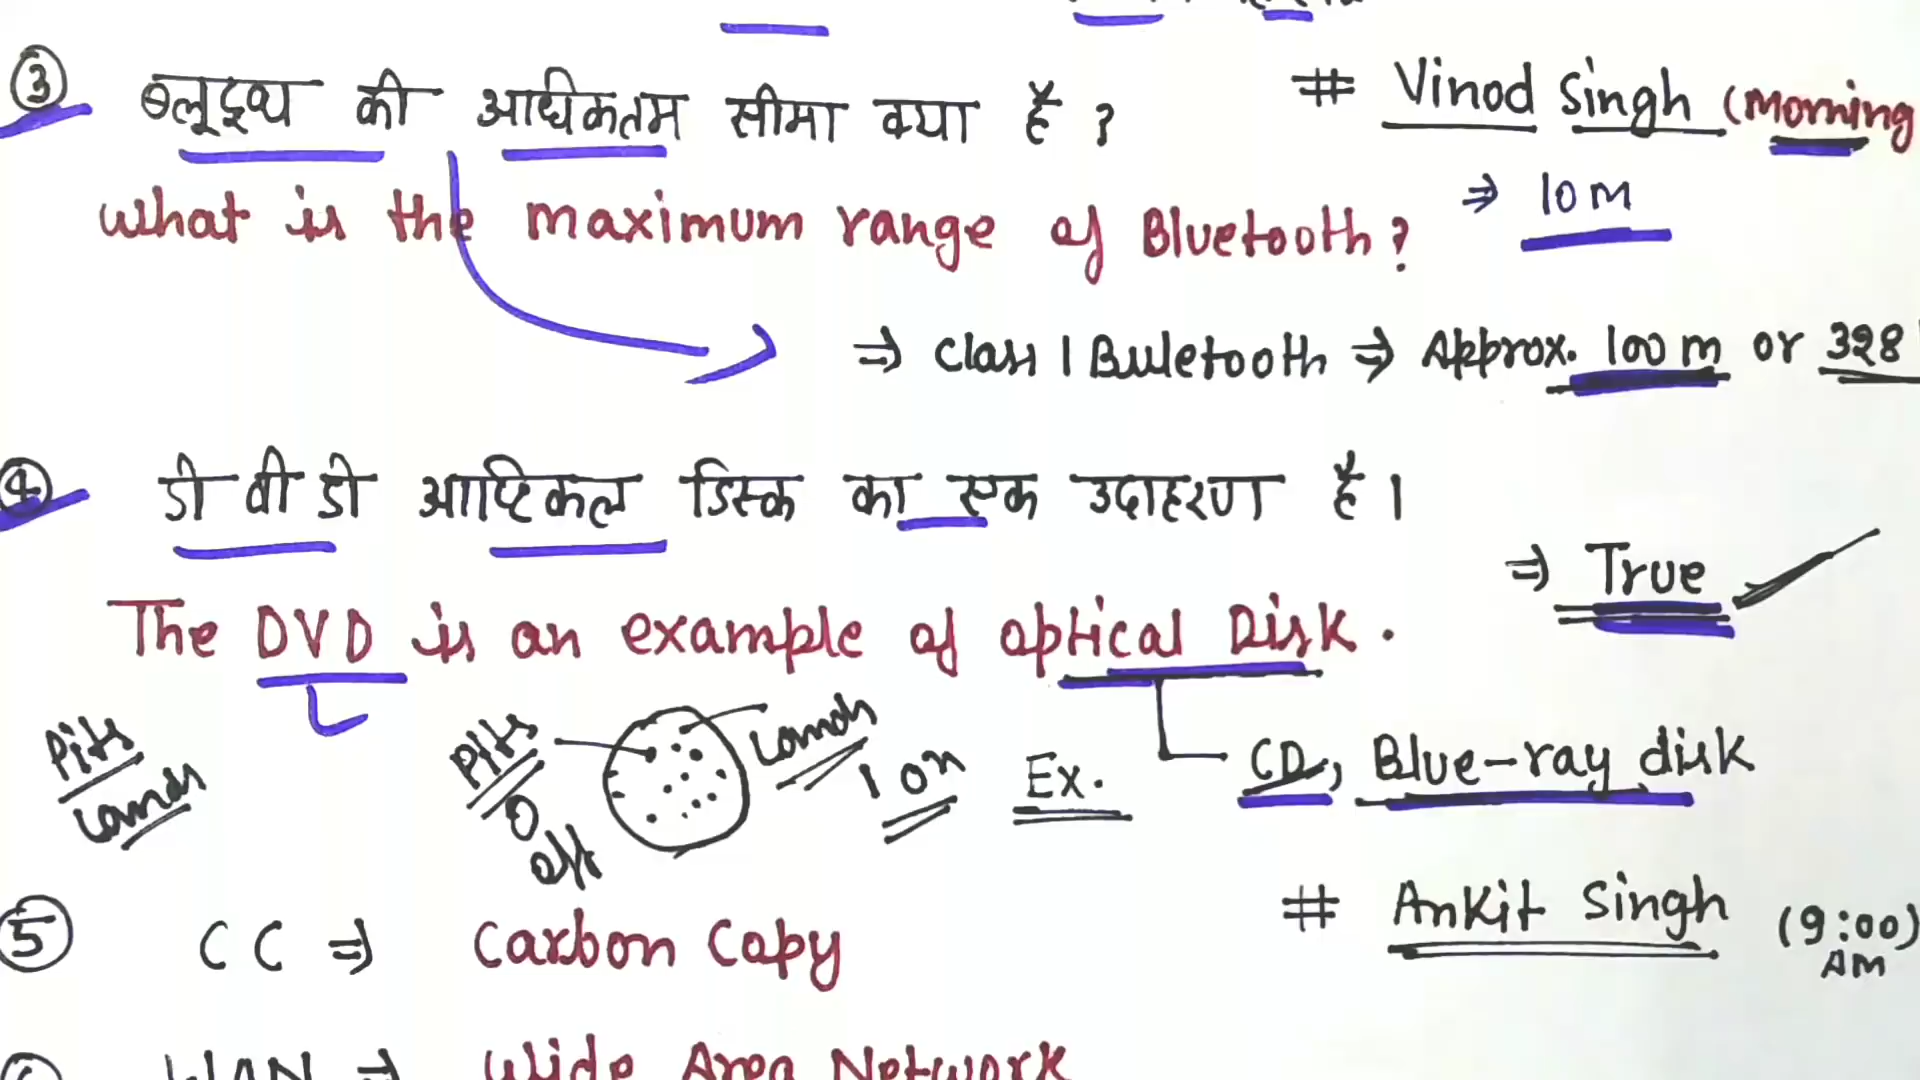 ③ ब्लूटूथ की अधिकतम सीमा क्या है ?
# Vinod Singh (Morning
What is the maximum range of Bluetooth?
⇒ 10 m
⇒ Class 1 Buletooth ⇒ Approx. 100 m or 328
④ डी वी डी आप्टिकल डिस्क का एक उदाहरण है ।
The DVD is an example of optical Disk.
⇒ True
Pits
Lands
Pits
0
off
Lands
1 on
Ex.
CD, Blue-ray disk
# Ankit Singh (9:00)
AM
⑤ CC ⇒ Carbon Copy
WAN ⇒ Wide Area Network